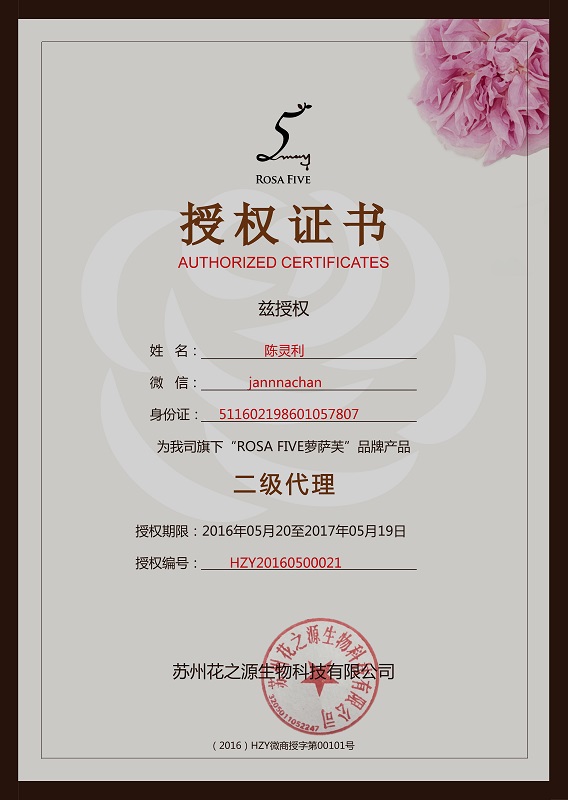 5
may
ROSA FIVE
授权证书
AUTHORIZED CERTIFICATES
兹授权
姓 名：陈灵利
微 信：jannnachan
身份证：511602198601057807
为我司旗下“ROSA FIVE萝萨芙”品牌产品
二级代理
授权期限：2016年05月20至2017年05月19日
授权编号：HZY20160500021
苏州花之源生物科技有限公司
苏州花之源生物科技有限公司
3205011052247
（2016）HZY微商授字第00101号